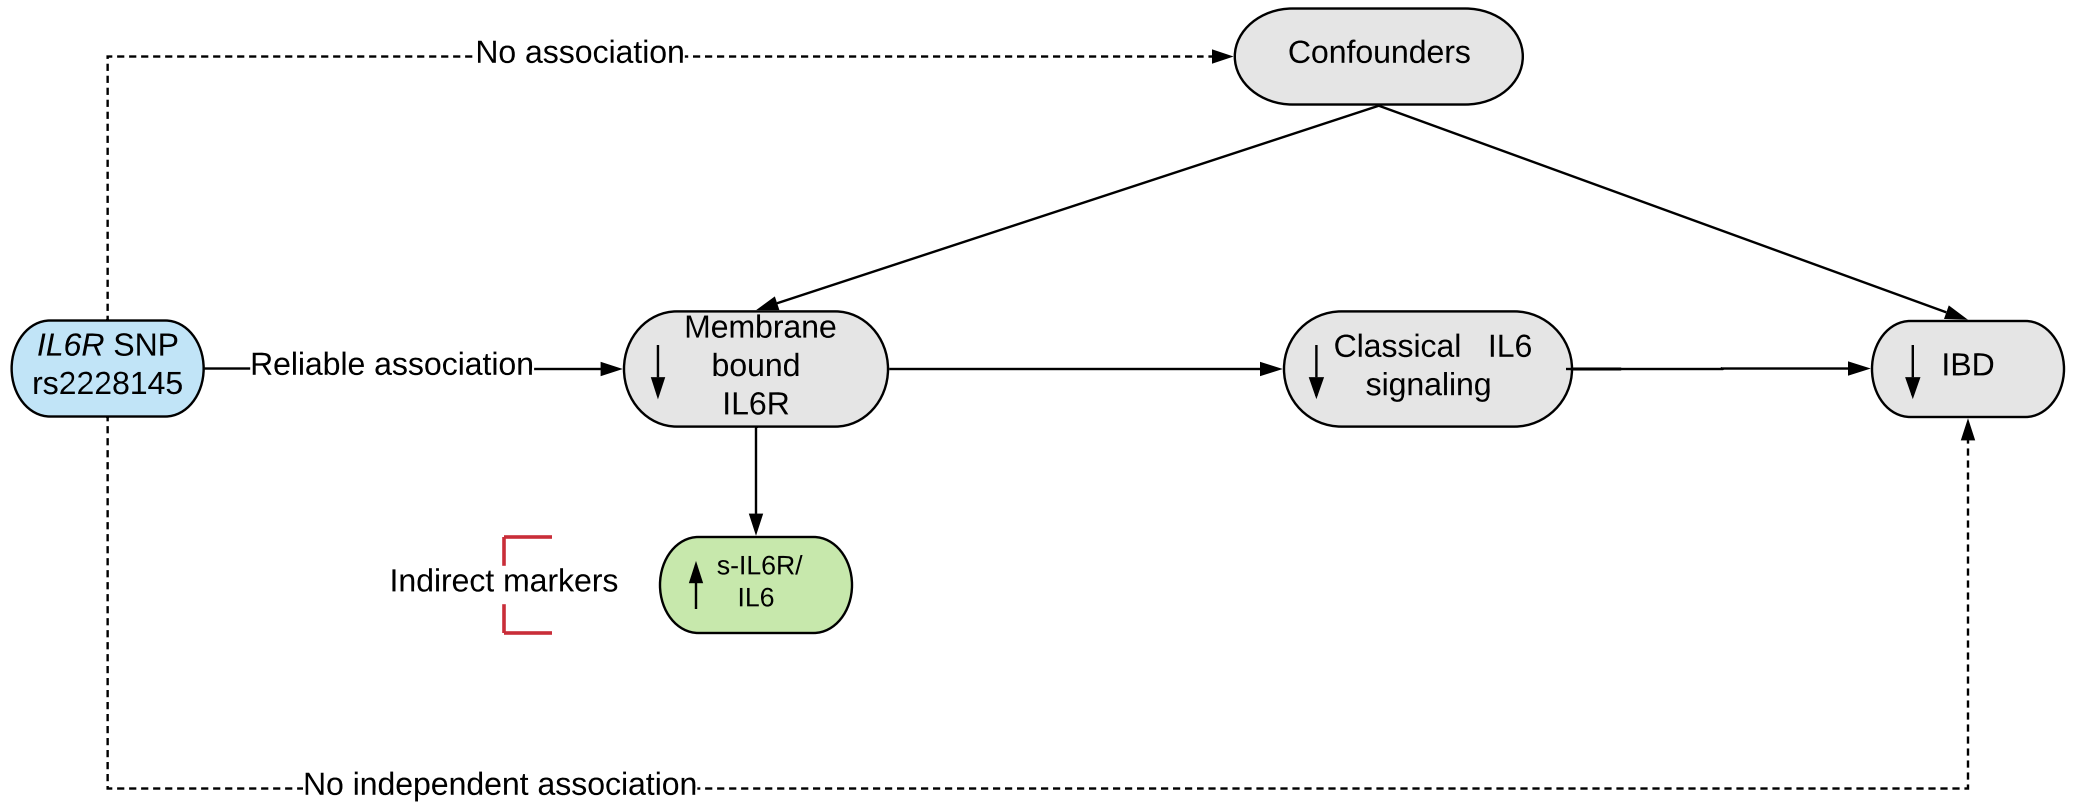 No association
Confounders
IL6R SNP
rs2228145
Reliable association
Membrane
bound
IL6R
Classical IL6
signaling
IBD
Indirect markers
s-IL6R/
IL6
No independent association